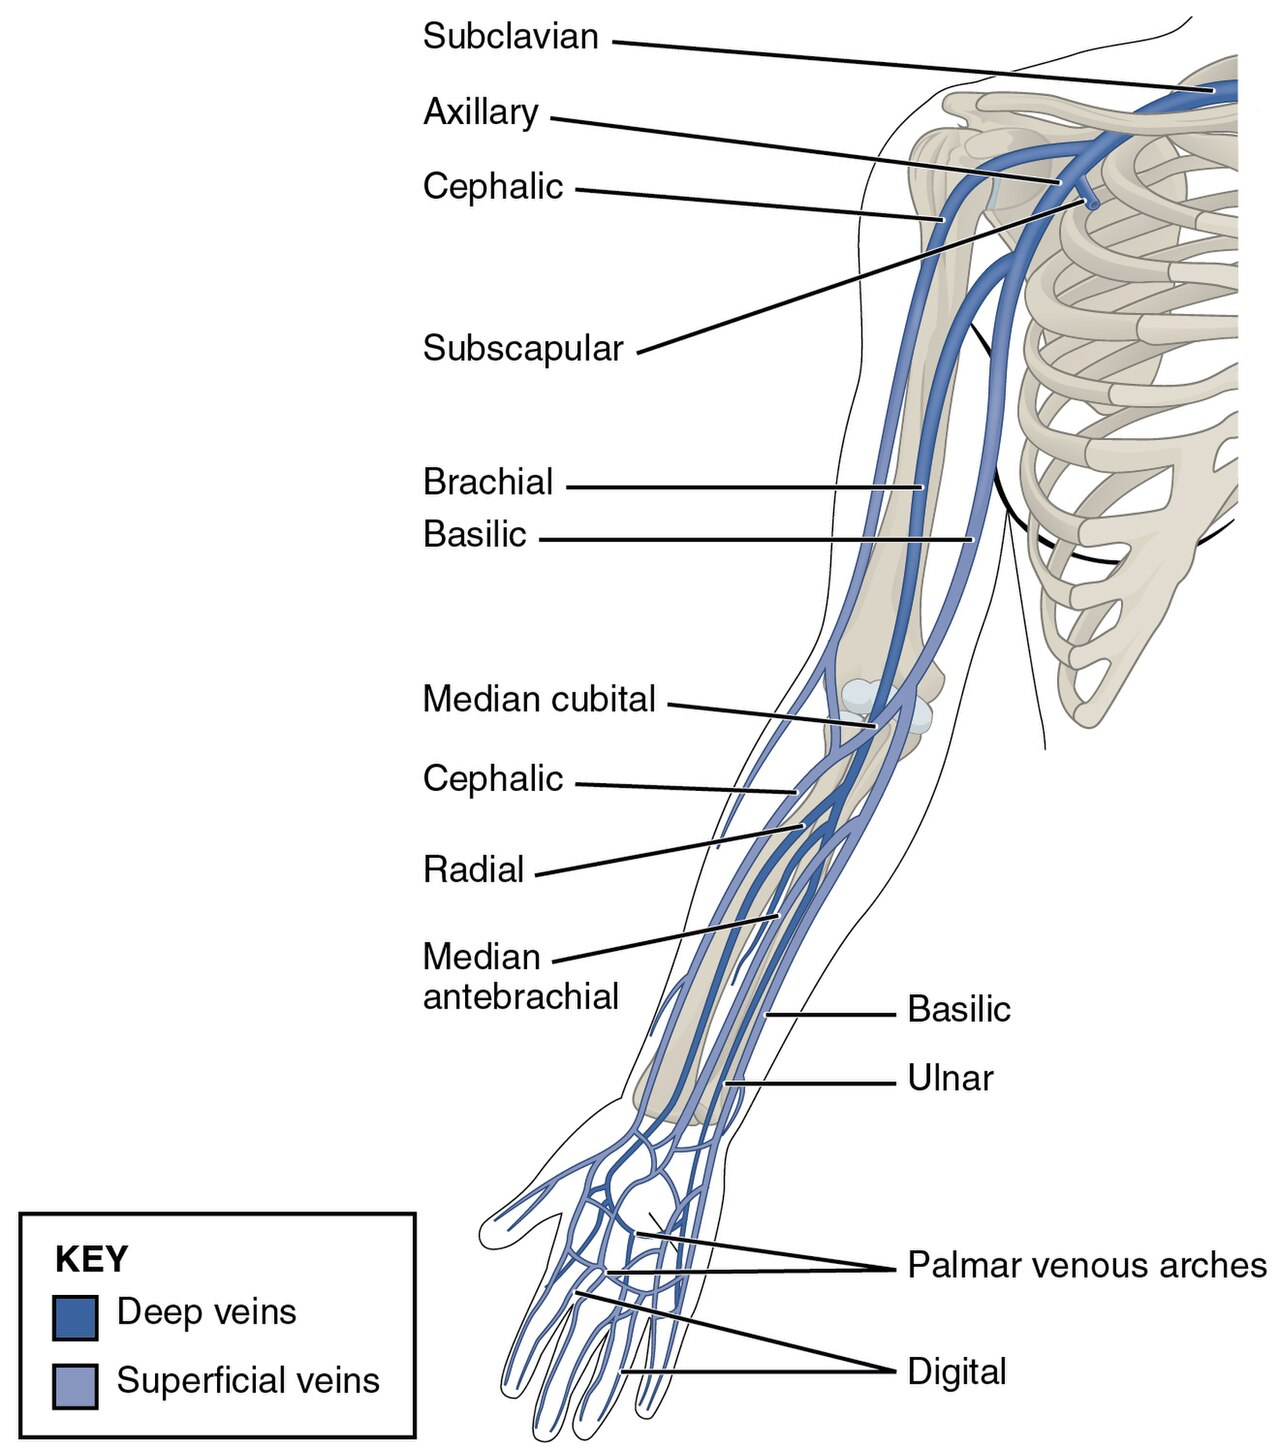 Subclavian
Axillary
Cephalic
Subscapular
Brachial
Basilic
Median cubital
Cephalic
Radial
Median
antebrachial
Basilic
Ulnar
Palmar venous arches
Digital
KEY
Deep veins
Superficial veins